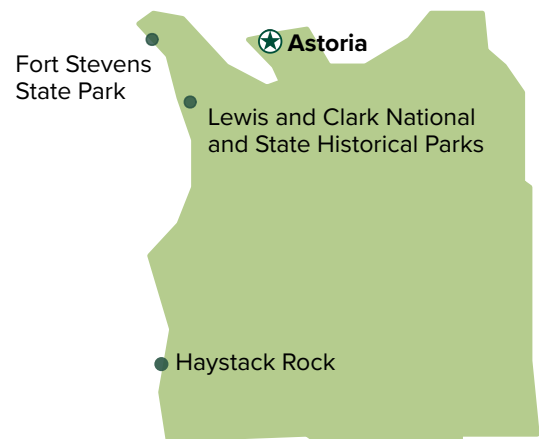 Astoria
Fort Stevens
State Park
Lewis and Clark National
and State Historical Parks
Haystack Rock